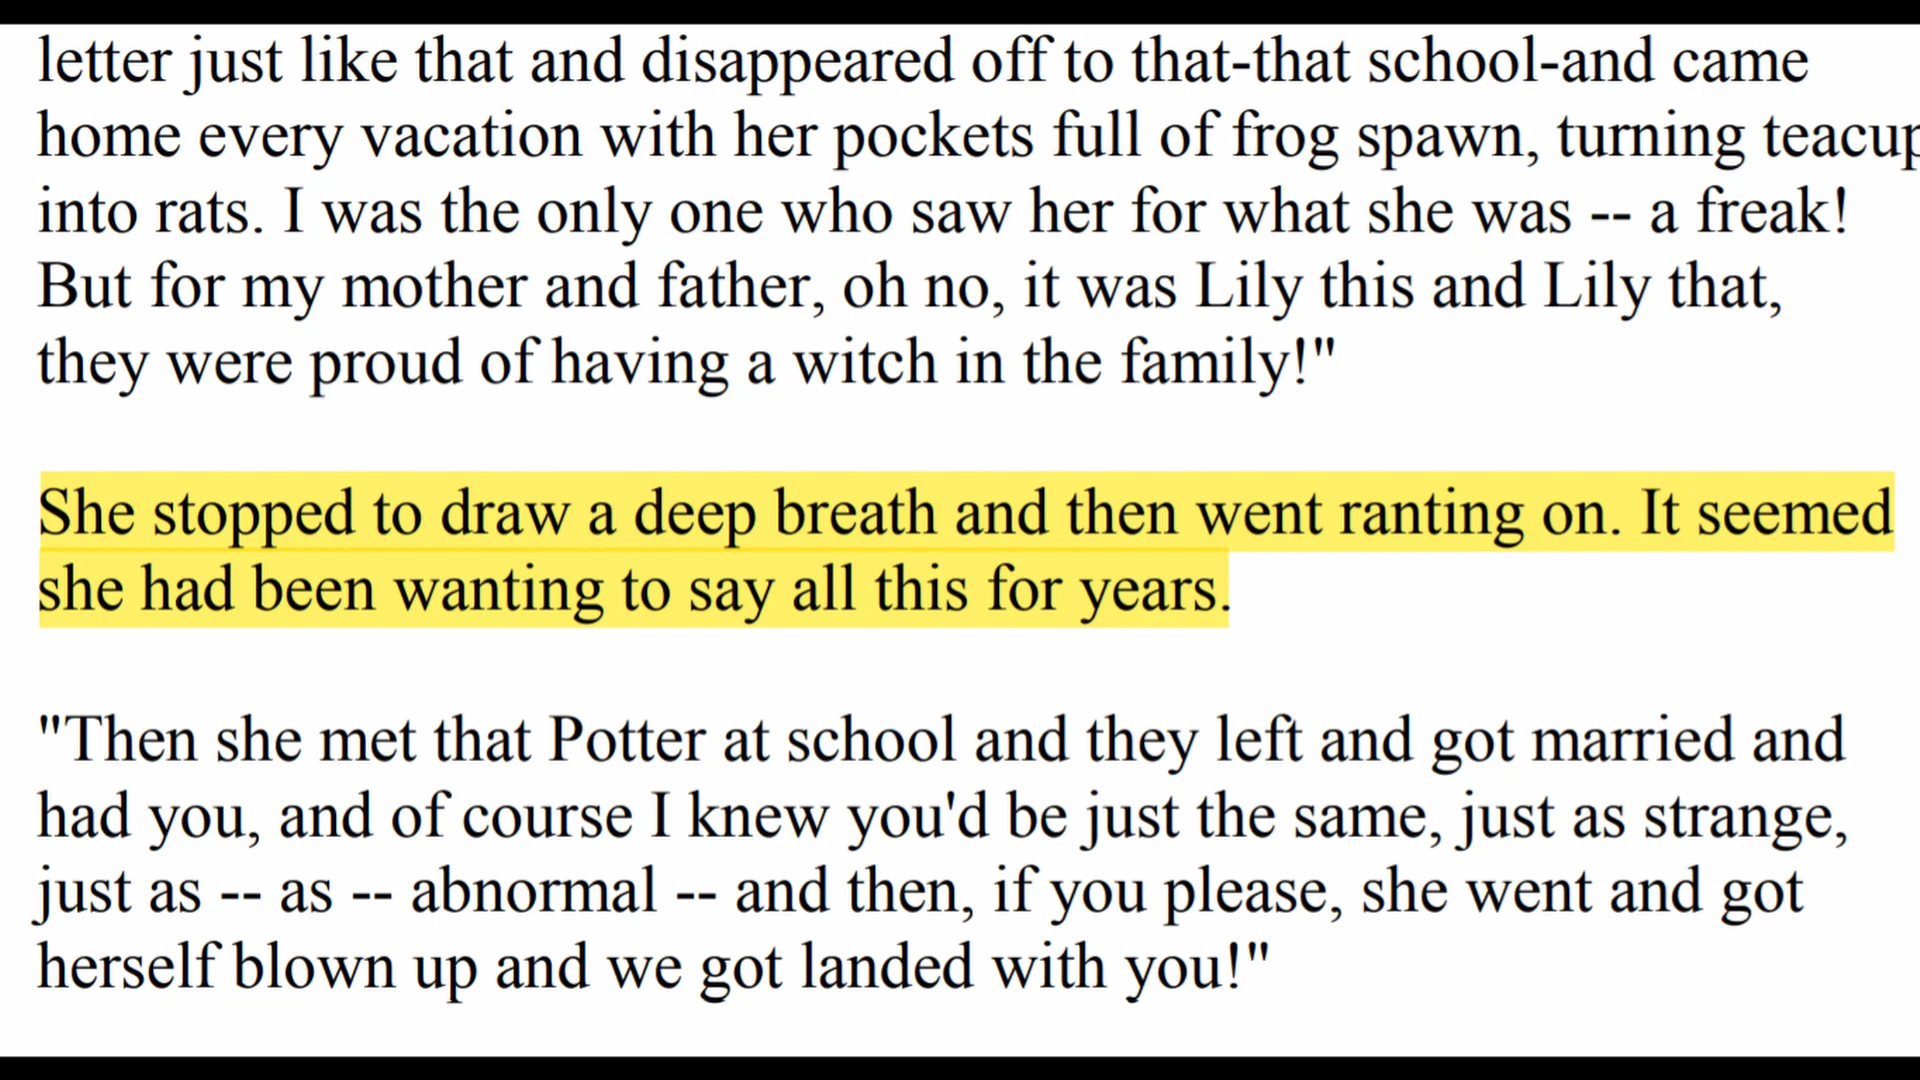 letter just like that and disappeared off to that-that school-and came
home every vacation with her pockets full of frog spawn, turning teacup
into rats. I was the only one who saw her for what she was -- a freak!
But for my mother and father, oh no, it was Lily this and Lily that,
they were proud of having a witch in the family!"
She stopped to draw a deep breath and then went ranting on. It seemed
she had been wanting to say all this for years.
"Then she met that Potter at school and they left and got married and
had you, and of course I knew you'd be just the same, just as strange,
just as -- as -- abnormal -- and then, if you please, she went and got
herself blown up and we got landed with you!"